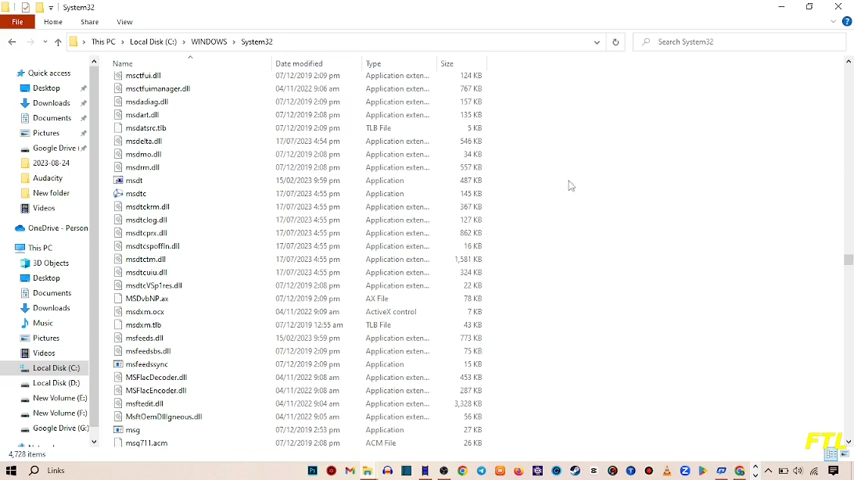 System32
File
Home
Share
View
This PC
Local Disk (C:)
WINDOWS
System32
Search System32
Name
Date modified
Type
Size
Quick access
Desktop
Downloads
Documents
Pictures
Google Drive (
2023-08-24
Audacity
New folder
Videos
OneDrive - Person
This PC
3D Objects
Desktop
Documents
Downloads
Music
Pictures
Videos
Local Disk (C:)
Local Disk (D:)
New Volume (E:)
New Volume (F:)
Google Drive (G:)
msctfui.dll 07/12/2019 2:09 pm Application exten... 124 KB
msctfuimanager.dll 04/11/2022 9:06 am Application exten... 767 KB
msdadiag.dll 07/12/2019 2:09 pm Application exten... 157 KB
msdart.dll 07/12/2019 2:09 pm Application exten... 135 KB
msdatsrc.tlb 07/12/2019 2:09 pm TLB File 5 KB
msdelta.dll 17/07/2023 4:54 pm Application exten... 546 KB
msdmo.dll 07/12/2019 2:09 pm Application exten... 34 KB
msdrm.dll 07/12/2019 2:09 pm Application exten... 557 KB
msdt 15/02/2023 9:59 pm Application 487 KB
msdtc 17/07/2023 4:55 pm Application 145 KB
msdtckrm.dll 17/07/2023 4:55 pm Application exten... 367 KB
msdtclog.dll 17/07/2023 4:55 pm Application exten... 127 KB
msdtcprx.dll 17/07/2023 4:55 pm Application exten... 862 KB
msdtcspoffln.dll 17/07/2023 4:55 pm Application exten... 16 KB
msdtctm.dll 17/07/2023 4:55 pm Application exten... 1,581 KB
msdtcuiu.dll 17/07/2023 4:55 pm Application exten... 324 KB
msdtcVSp1res.dll 07/12/2019 2:08 pm Application exten... 22 KB
MSDvbNP.ax 07/12/2019 2:09 pm AX File 78 KB
msdxm.ocx 04/11/2022 9:09 am ActiveX control 7 KB
msdxm.tlb 07/12/2019 12:55 am TLB File 43 KB
msfeeds.dll 15/02/2023 9:59 pm Application exten... 773 KB
msfeedsbs.dll 07/12/2019 2:09 pm Application exten... 75 KB
msfeedssync 07/12/2019 2:09 pm Application 15 KB
MSFlacDecoder.dll 04/11/2022 9:08 am Application exten... 453 KB
MSFlacEncoder.dll 04/11/2022 9:08 am Application exten... 287 KB
msftedit.dll 04/11/2022 9:04 am Application exten... 3,328 KB
MsftOemDllIgneous.dll 04/11/2022 9:05 am Application exten... 56 KB
msg 07/12/2019 2:53 pm Application 27 KB
msg711.acm 07/12/2019 2:08 pm ACM File 26 KB
4,728 items
FTL
Links